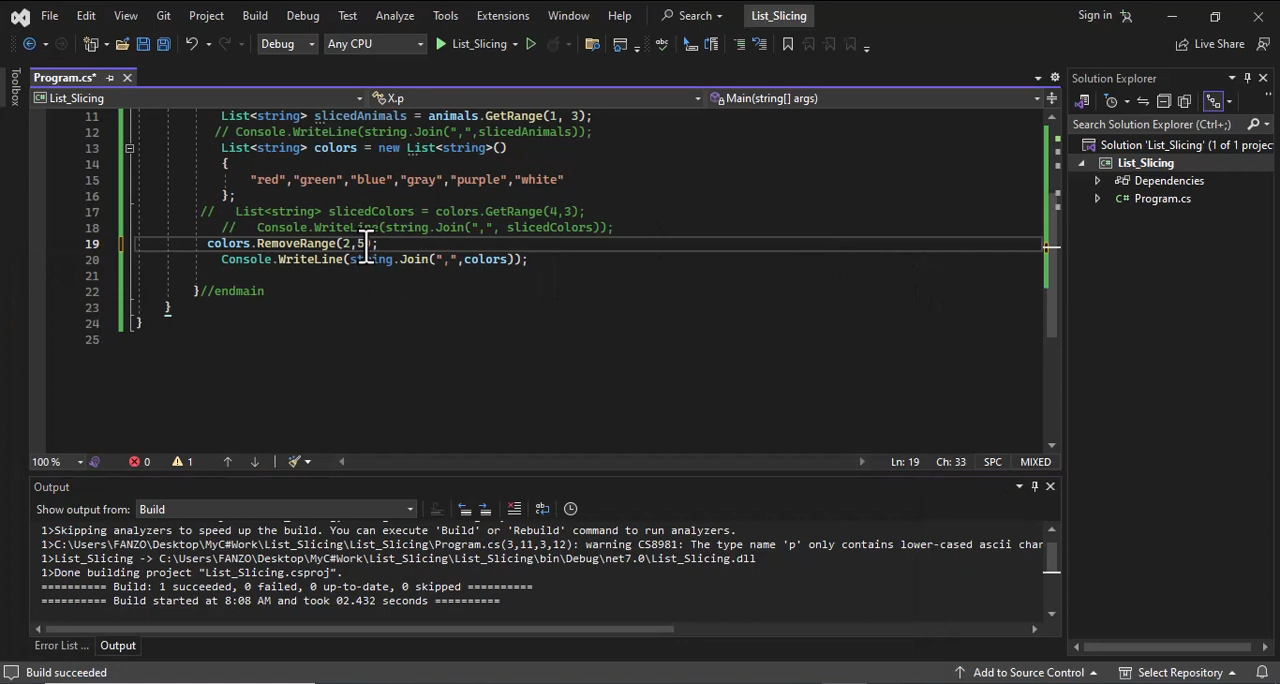 File Edit View Git Project Build Debug Test Analyze Tools Extensions Window Help Search List_Slicing Sign in
Debug Any CPU List_Slicing Live Share
Toolbox
Program.cs*
List_Slicing X.p Main(string[] args)
11 List<string> slicedAnimals = animals.GetRange(1, 3);
12 // Console.WriteLine(string.Join(",",slicedAnimals));
13 List<string> colors = new List<string>()
14 {
15 "red","green","blue","gray","purple","white"
16 };
17 // List<string> slicedColors = colors.GetRange(4,3);
18 // Console.WriteLine(string.Join(",", slicedColors));
19 colors.RemoveRange(2,5);
20 Console.WriteLine(string.Join(",",colors));
21
22 }//endmain
23 }
24 }
25
100 % 0 1 Ln: 19 Ch: 33 SPC MIXED
Output
Show output from: Build
1>Skipping analyzers to speed up the build. You can execute 'Build' or 'Rebuild' command to run analyzers.
1>C:\Users\FANZO\Desktop\MyC#Work\List_Slicing\List_Slicing\Program.cs(3,11,3,12): warning CS8981: The type name 'p' only contains lower-cased ascii char
1>List_Slicing -> C:\Users\FANZO\Desktop\MyC#Work\List_Slicing\List_Slicing\bin\Debug\net7.0\List_Slicing.dll
1>Done building project "List_Slicing.csproj".
========== Build: 1 succeeded, 0 failed, 0 up-to-date, 0 skipped ==========
========== Build started at 8:08 AM and took 02.432 seconds ==========
Error List ... Output
Solution Explorer
Search Solution Explorer (Ctrl+;)
Solution 'List_Slicing' (1 of 1 project
List_Slicing
Dependencies
Program.cs
Build succeeded Add to Source Control Select Repository